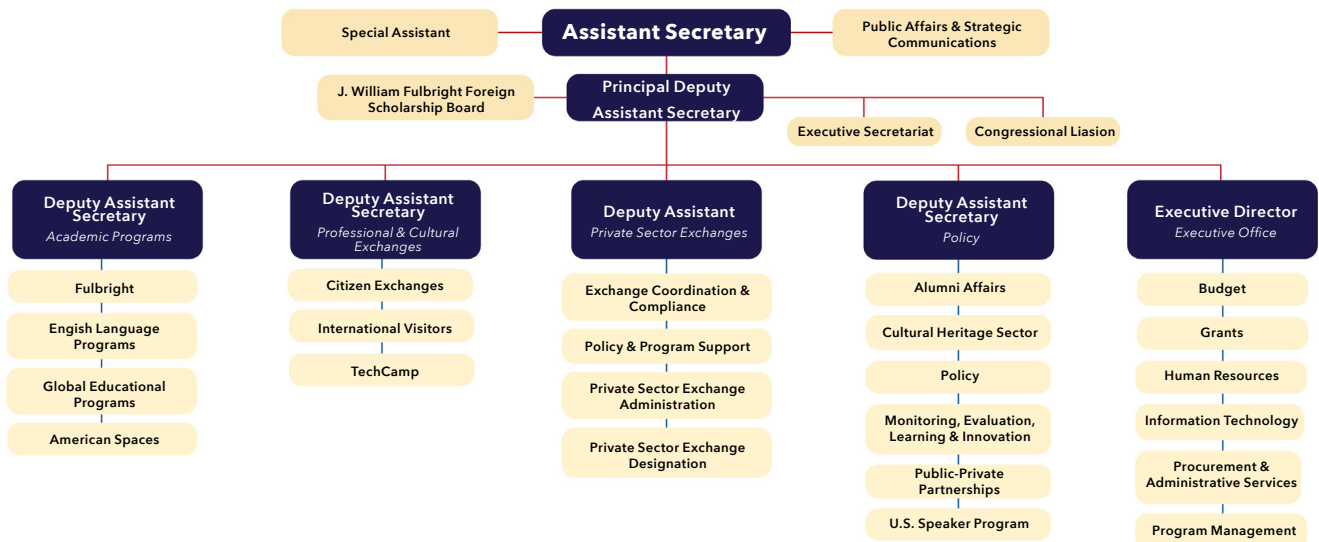 Special Assistant
Assistant Secretary
Public Affairs & Strategic
Communications
J. William Fulbright Foreign
Scholarship Board
Principal Deputy
Assistant Secretary
Executive Secretariat
Congressional Liasion
Deputy Assistant
Secretary
Academic Programs
Fulbright
Engish Language
Programs
Global Educational
Programs
American Spaces
Deputy Assistant
Secretary
Professional & Cultural
Exchanges
Citizen Exchanges
International Visitors
TechCamp
Deputy Assistant
Private Sector Exchanges
Exchange Coordination &
Compliance
Policy & Program Support
Private Sector Exchange
Administration
Private Sector Exchange
Designation
Deputy Assistant
Secretary
Policy
Alumni Affairs
Cultural Heritage Sector
Policy
Monitoring, Evaluation,
Learning & Innovation
Public-Private
Partnerships
U.S. Speaker Program
Executive Director
Executive Office
Budget
Grants
Human Resources
Information Technology
Procurement &
Administrative Services
Program Management